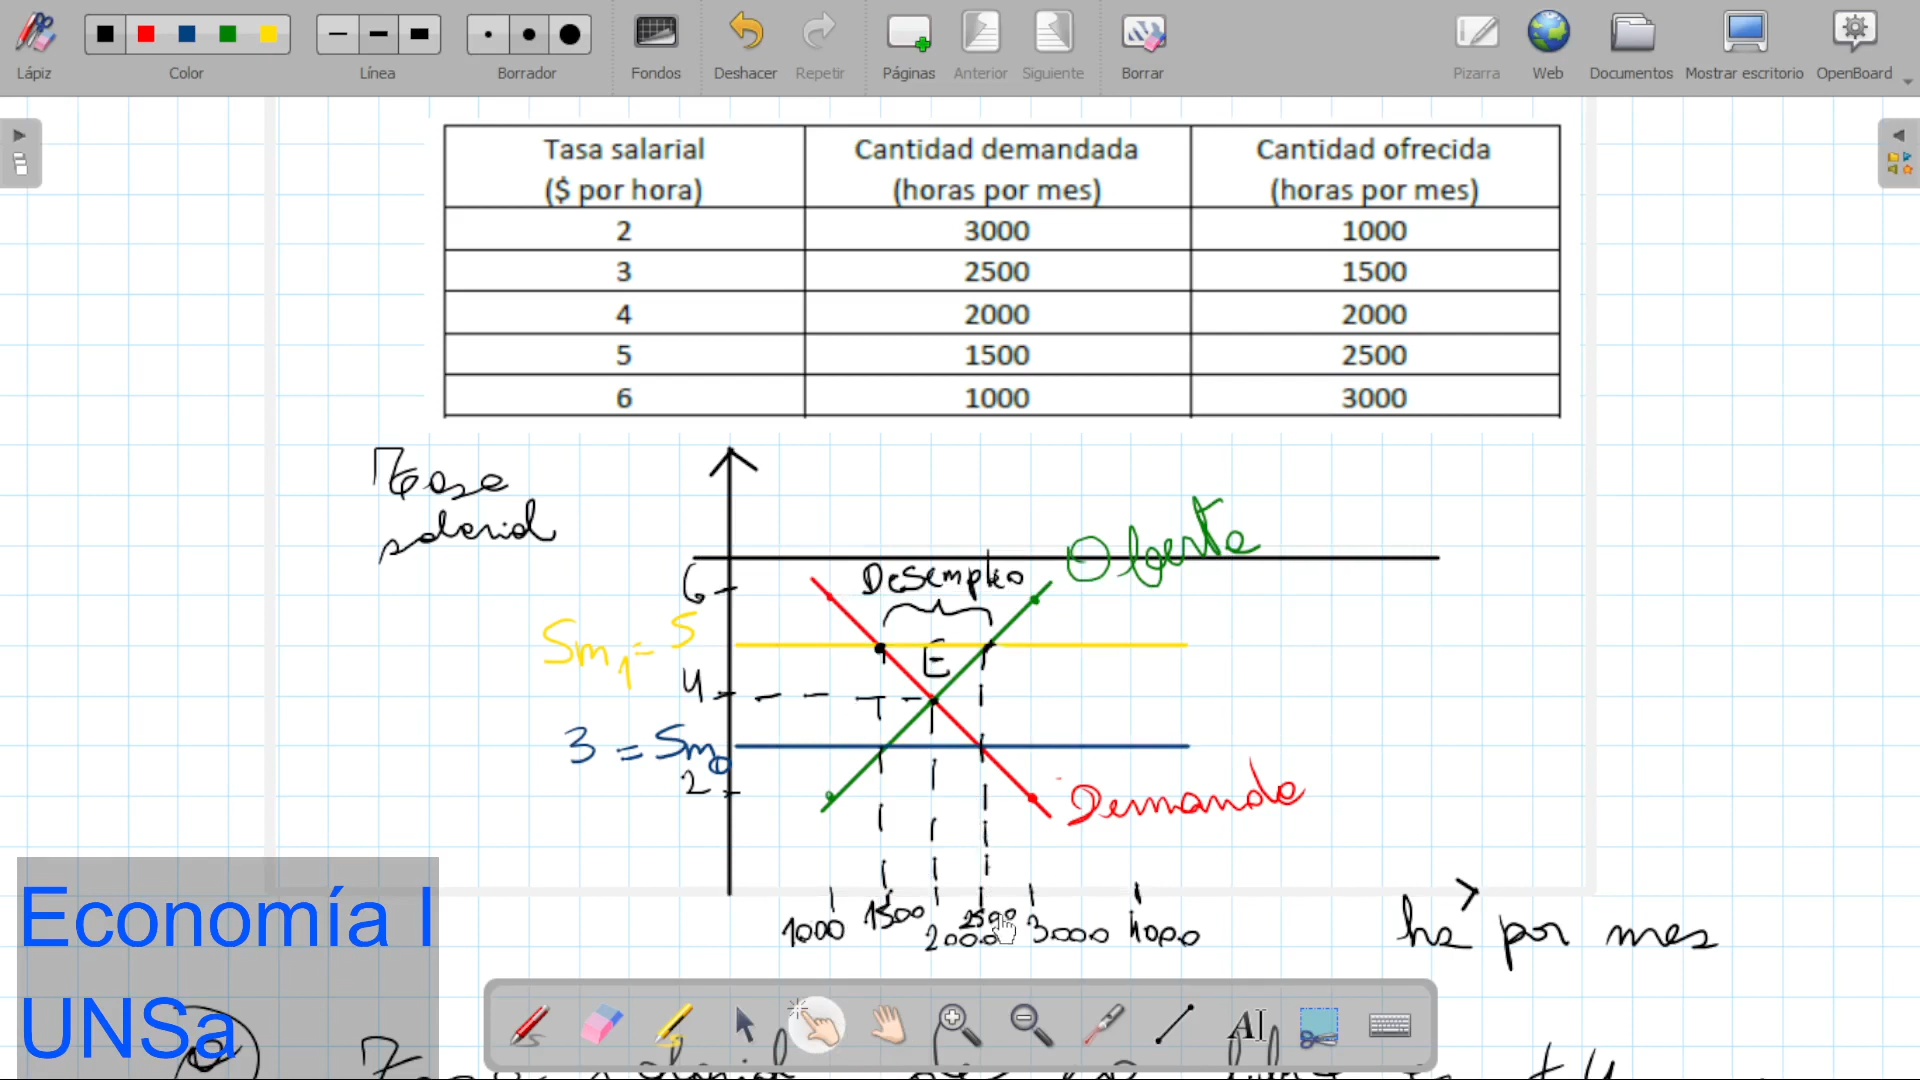 Lápiz
Color
Línea
Borrador
Fondos
Deshacer
Repetir
Páginas
Anterior
Siguiente
Borrar
Pizarra
Web
Documentos
Mostrar escritorio
OpenBoard
Tasa salarial ($ por hora) Cantidad demandada (horas por mes) Cantidad ofrecida (horas por mes)
2 3000 1000
3 2500 1500
4 2000 2000
5 1500 2500
6 1000 3000
Tasa
salarial
Oferta
6
Desempleo
Sm1 = 5
E
4
3 = Sm0
2
Demanda
1000 1500 2000 2500 3000 4000
hs por mes
Economía I
UNSa
AI